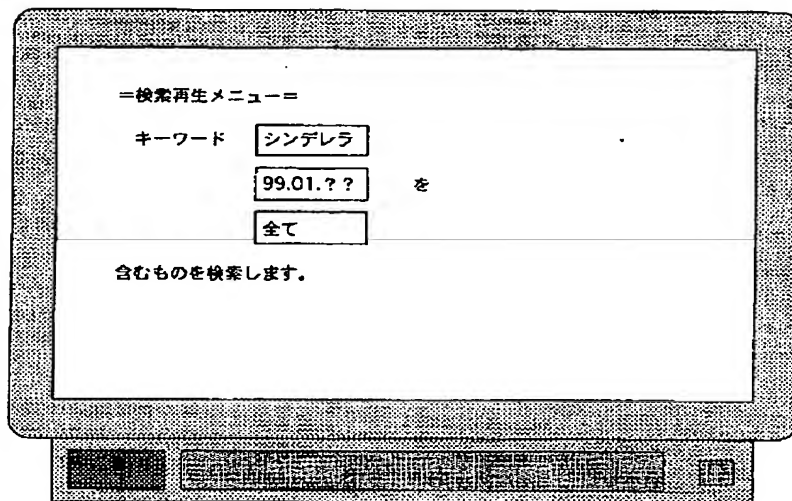 =検索再生メニュー=
キーワード シンデレラ
99.01.?? を
全て
含むものを検索します。